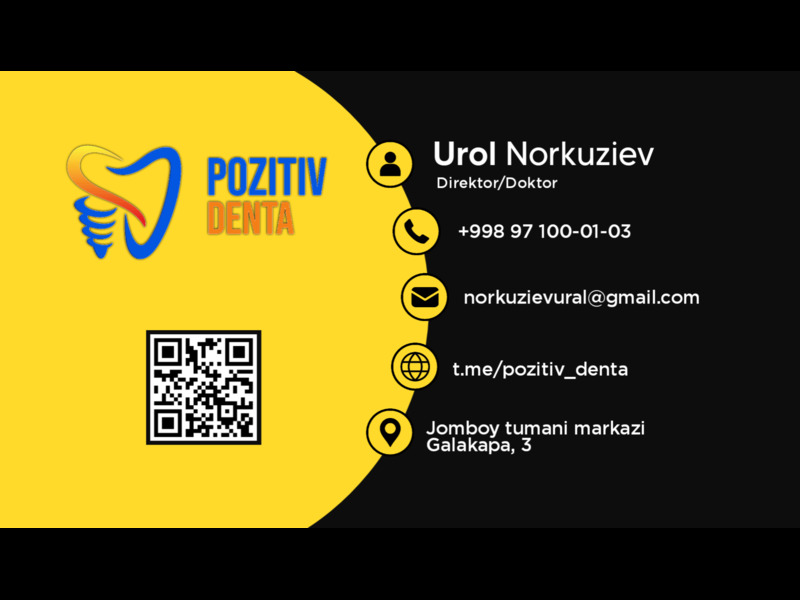 POZITIV
DENTA
Urol Norkuziev
Direktor/Doktor
+998 97 100-01-03
norkuzievural@gmail.com
t.me/pozitiv_denta
Jomboy tumani markazi
Galakapa, 3